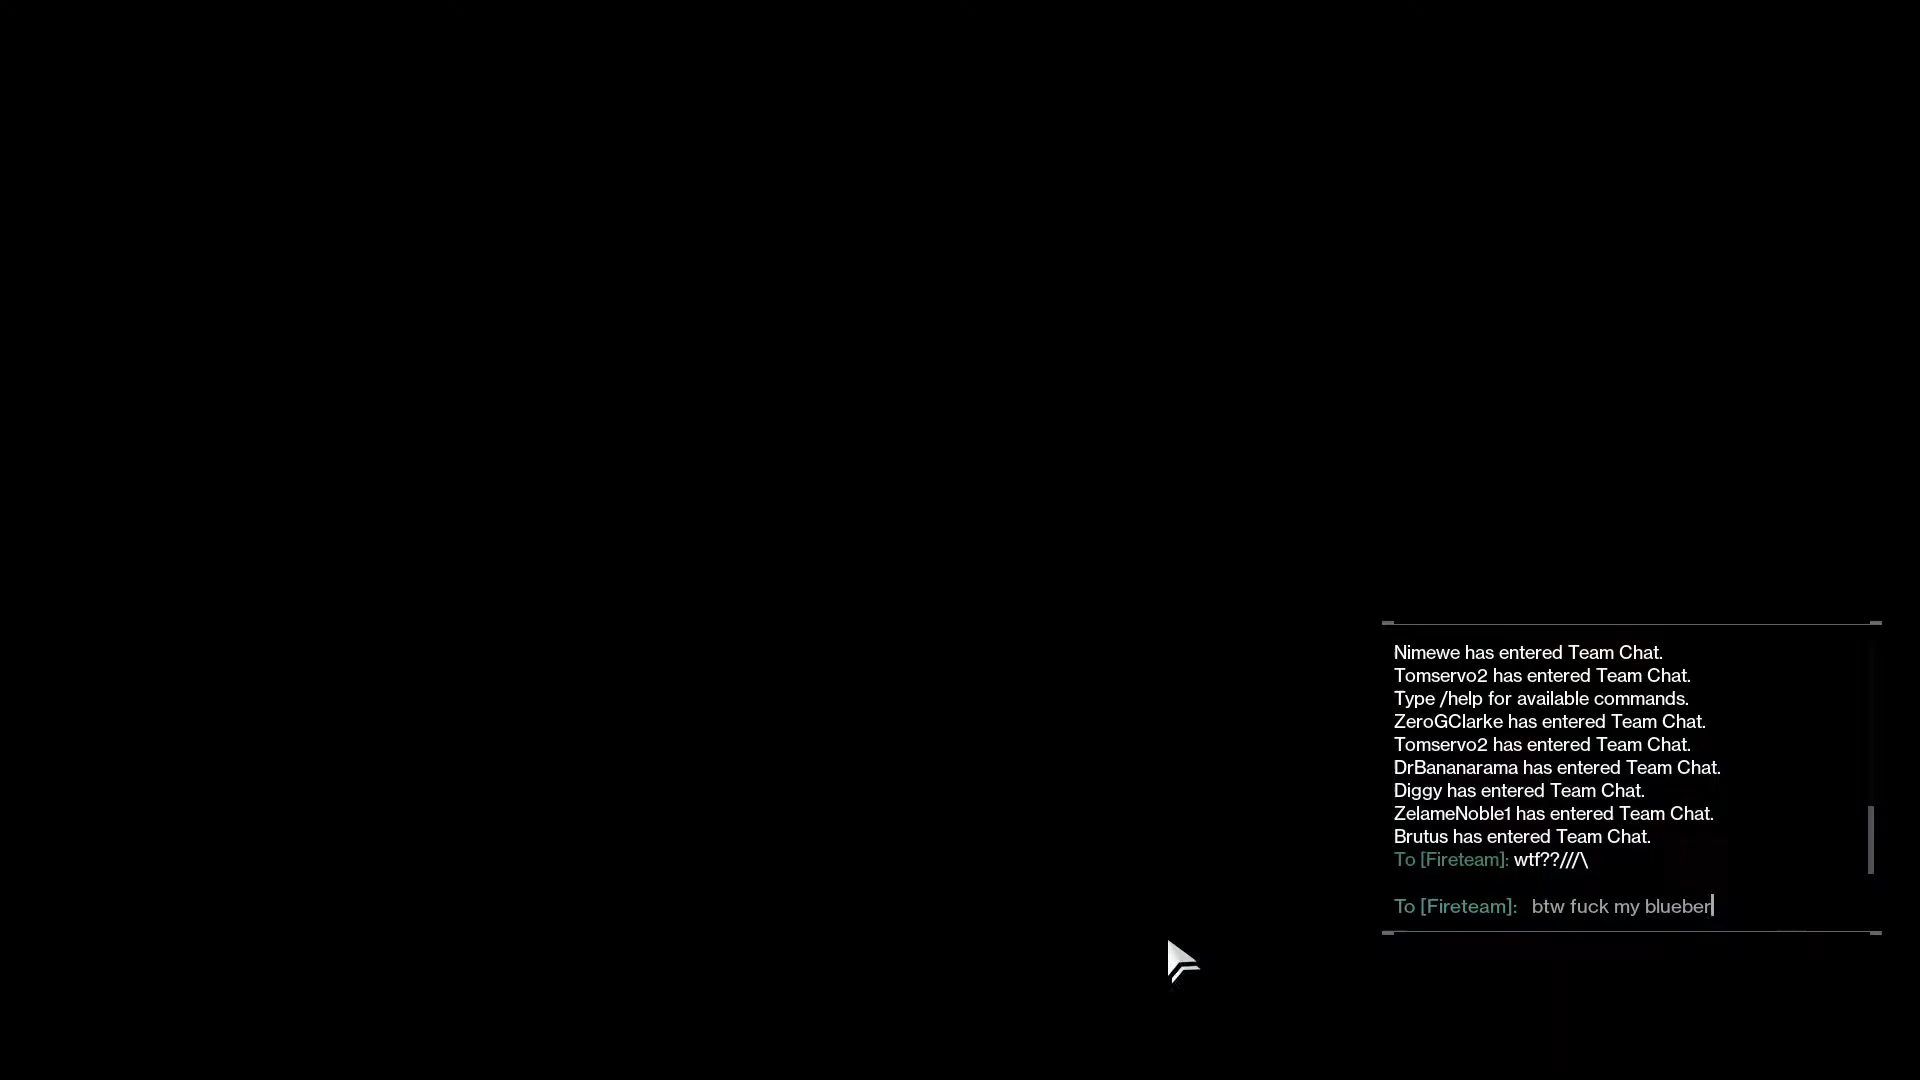 Nimewe has entered Team Chat.
Tomservo2 has entered Team Chat.
Type /help for available commands.
ZeroGClarke has entered Team Chat.
Tomservo2 has entered Team Chat.
DrBananarama has entered Team Chat.
Diggy has entered Team Chat.
ZelameNoble1 has entered Team Chat.
Brutus has entered Team Chat.
To [Fireteam]: wtf??///\
To [Fireteam]: btw fuck my blueber